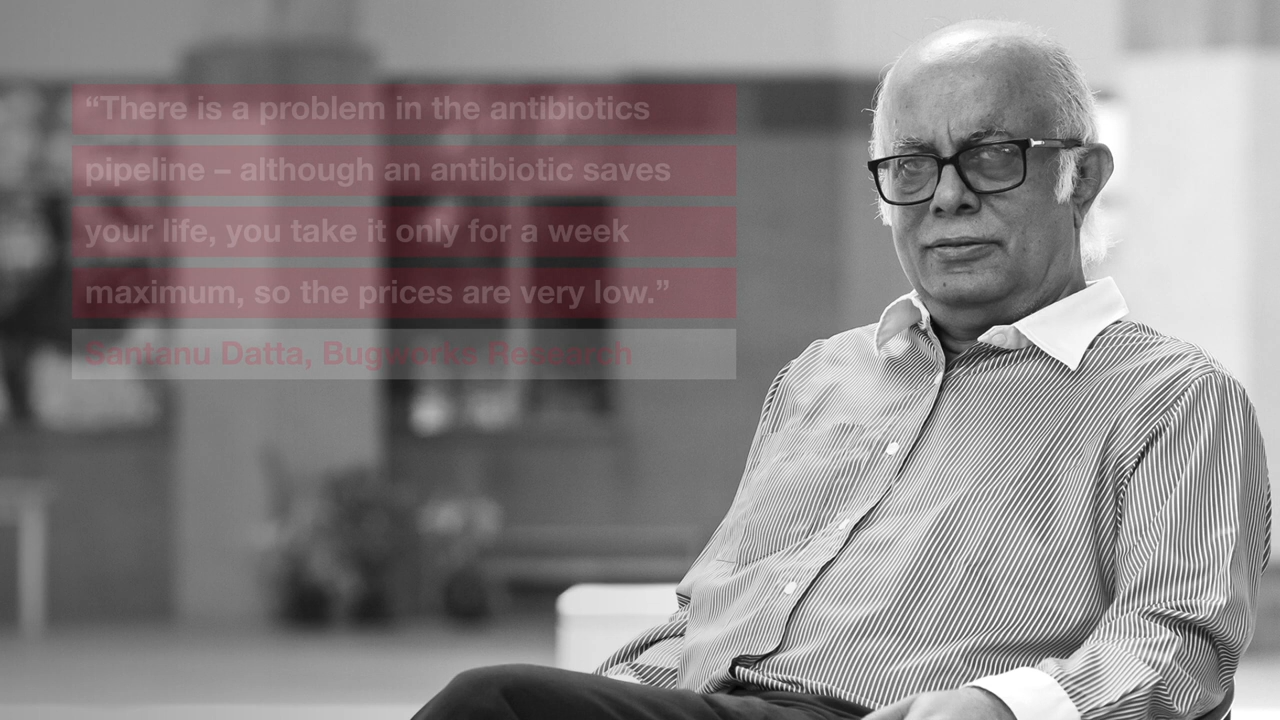 “There is a problem in the antibiotics
pipeline – although an antibiotic saves
your life, you take it only for a week
maximum, so the prices are very low.”
Santanu Datta, Bugworks Research